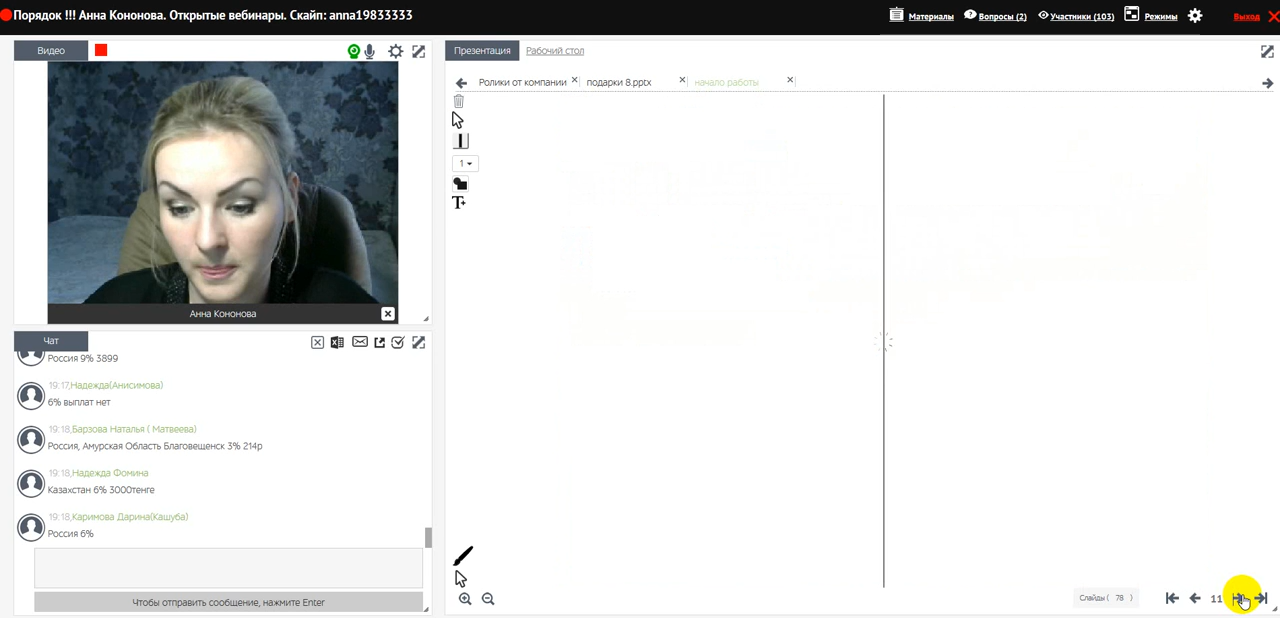 Порядок !!! Анна Кононова. Открытые вебинары. Скайп: anna19833333
Материалы
Вопросы (2)
Участники (103)
Режимы
Выход
Видео
Анна Кононова
Чат
Россия 9% 3899
19:17,Надежда(Анисимова)
6% выплат нет
19:18,Барзова Наталья ( Матвеева)
Россия, Амурская Область Благовещенск 3% 214р
19:18,Надежда Фомина
Казахстан 6% 3000тенге
19:18,Каримова Дарина(Кашуба)
Россия 6%
Чтобы отправить сообщение, нажмите Enter
Презентация
Рабочий стол
Ролики от компании
подарки 8.pptx
начало работы
1
T+
Слайды ( 78 )
11